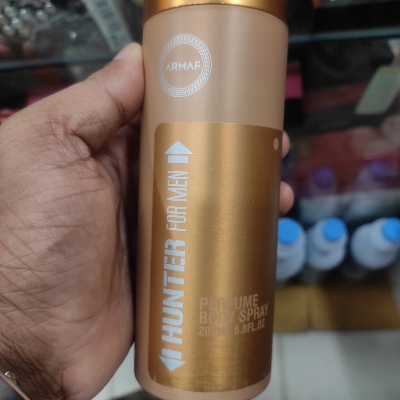 ARMAF
HUNTER FOR MEN
PERFUME
BODY SPRAY
200ML 6.8FL.OZ